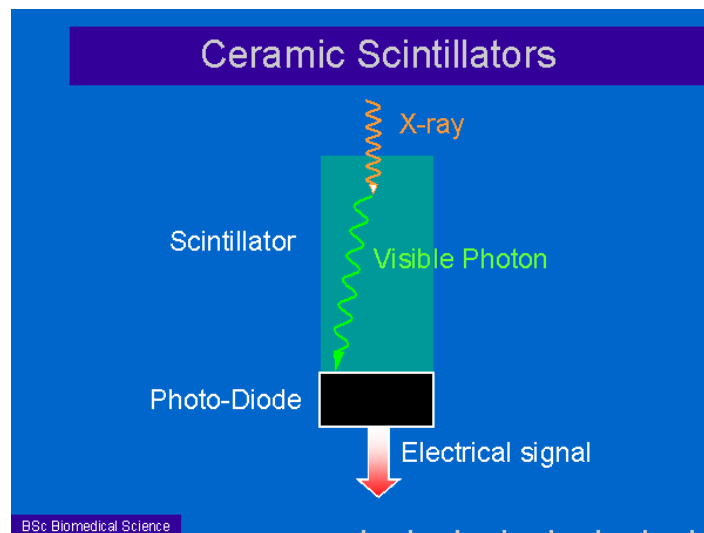 Ceramic Scintillators
X-ray
Scintillator
Visible Photon
Photo-Diode
Electrical signal
BSc Biomedical Science